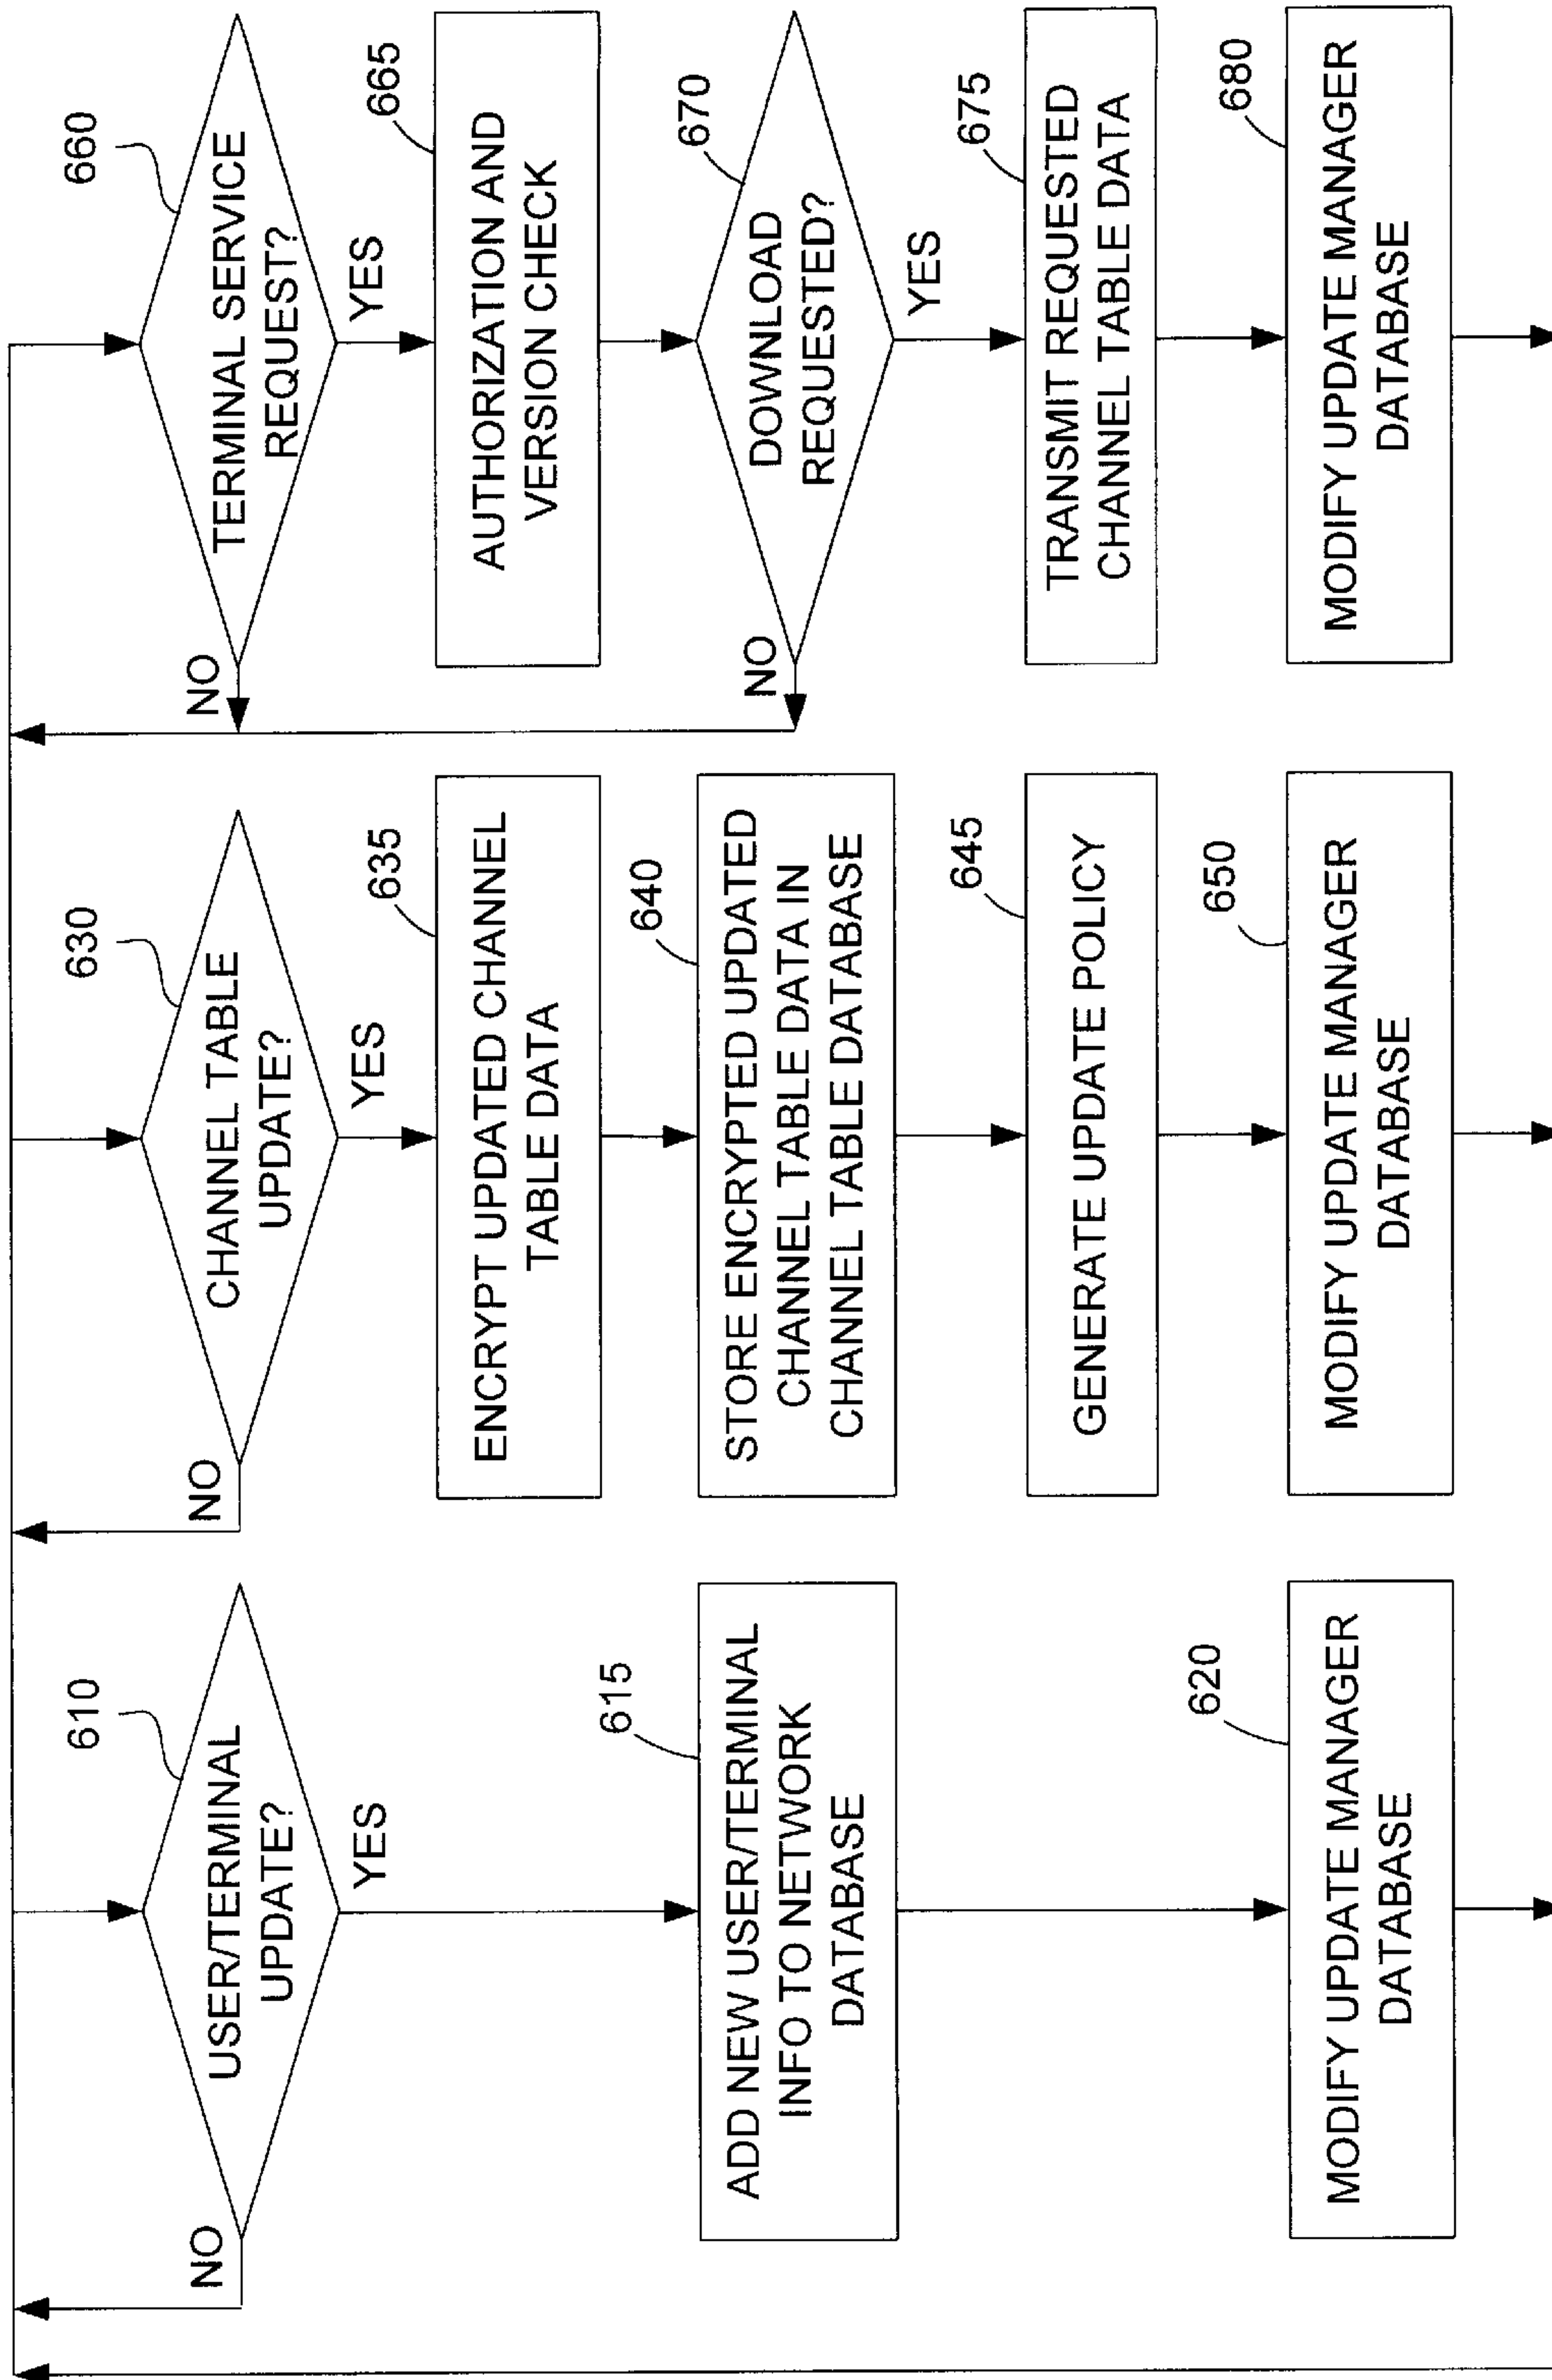 610
USER/TERMINAL
UPDATE?
NO
YES
615
ADD NEW USER/TERMINAL
INFO TO NETWORK
DATABASE
620
MODIFY UPDATE MANAGER
DATABASE
630
CHANNEL TABLE
UPDATE?
NO
YES
635
ENCRYPT UPDATED CHANNEL
TABLE DATA
640
STORE ENCRYPTED UPDATED
CHANNEL TABLE DATA IN
CHANNEL TABLE DATABASE
645
GENERATE UPDATE POLICY
650
MODIFY UPDATE MANAGER
DATABASE
660
TERMINAL SERVICE
REQUEST?
NO
YES
665
AUTHORIZATION AND
VERSION CHECK
670
DOWNLOAD
REQUESTED?
NO
YES
675
TRANSMIT REQUESTED
CHANNEL TABLE DATA
680
MODIFY UPDATE MANAGER
DATABASE